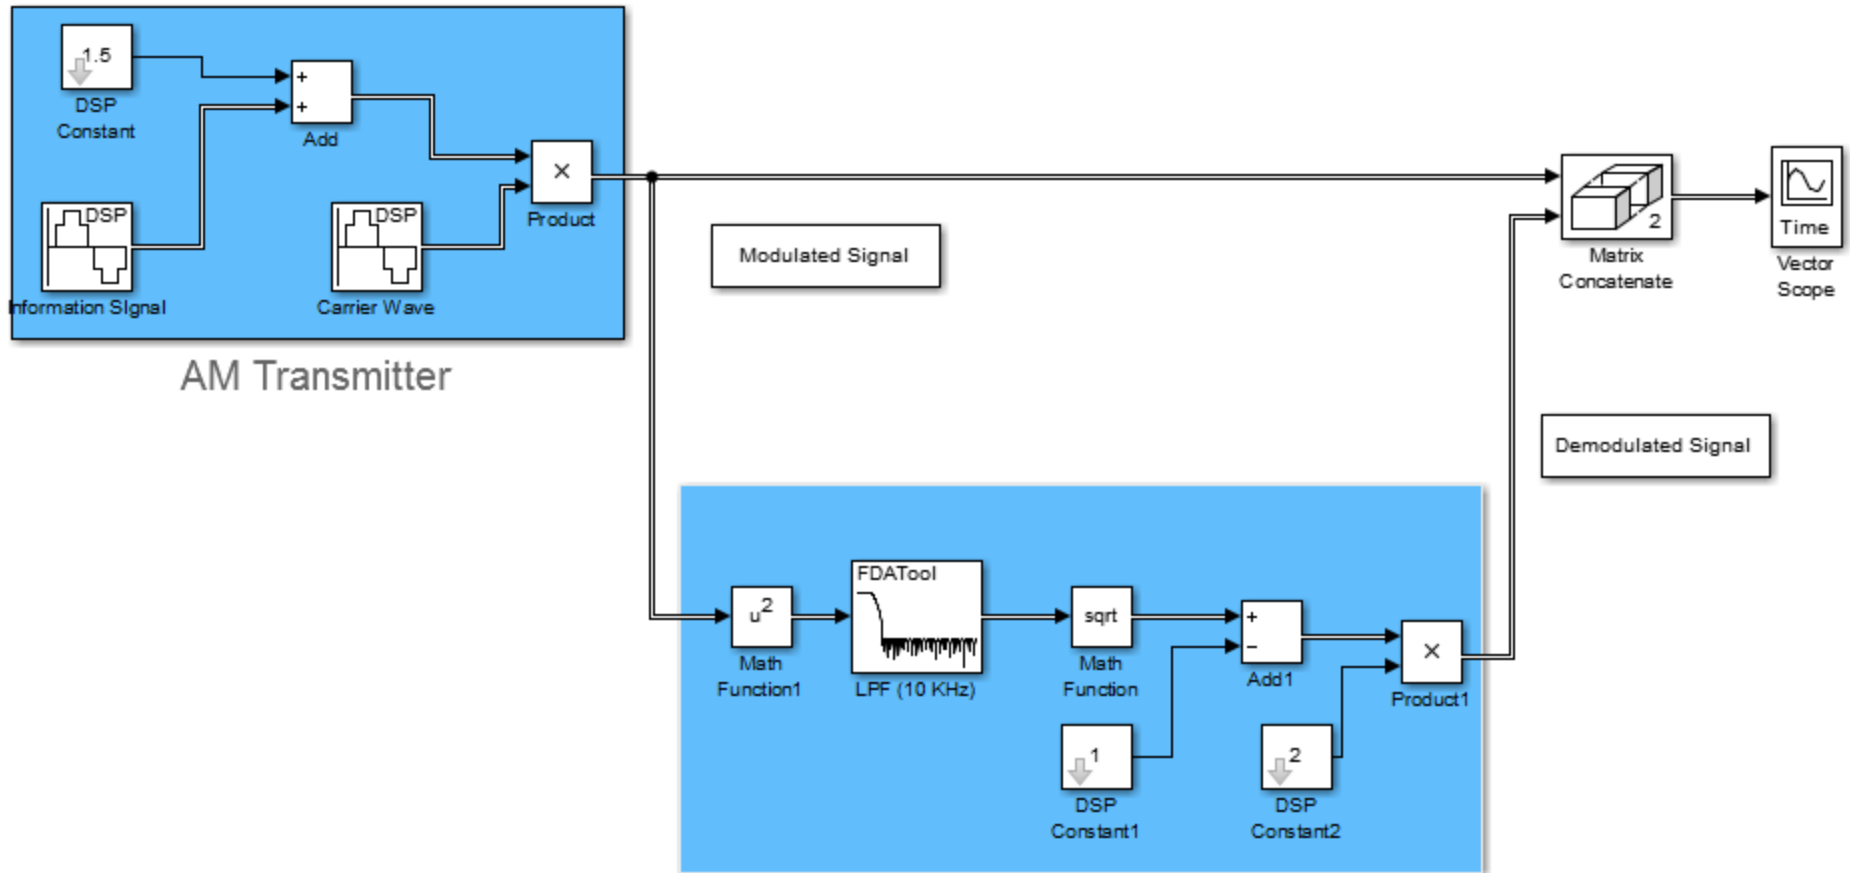 1.5
DSP
Constant
+
+
Add
×
Product
DSP
Information SIgnal
DSP
Carrier Wave
AM Transmitter
Modulated Signal
2
Matrix
Concatenate
Time
Vector
Scope
Demodulated Signal
u²
Math
Function1
FDATool
LPF (10 KHz)
sqrt
Math
Function
+
−
Add1
×
Product1
1
DSP
Constant1
2
DSP
Constant2